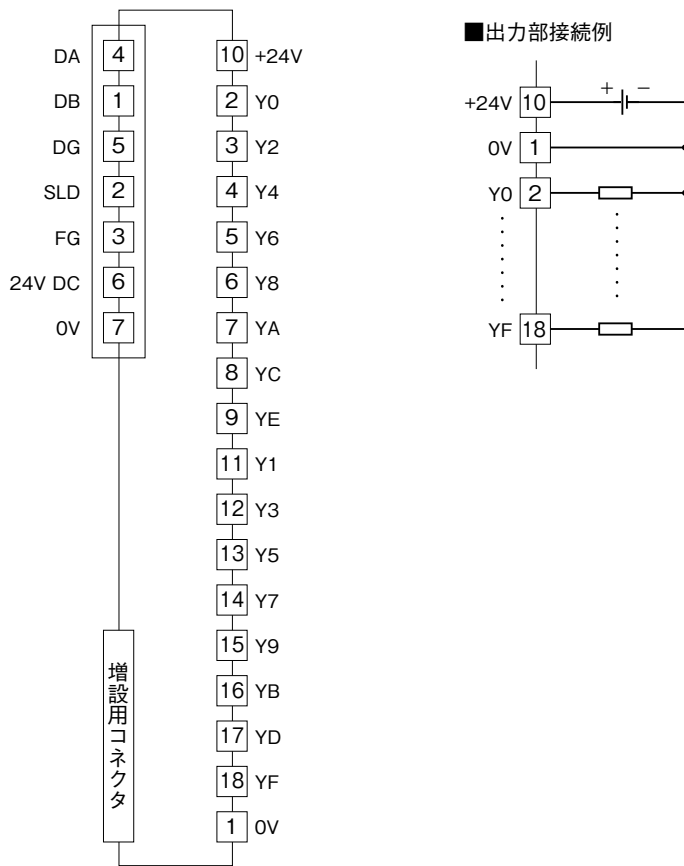 DA 4
DB 1
DG 5
SLD 2
FG 3
24V DC 6
0V 7
増設用コネクタ
10 +24V
2 Y0
3 Y2
4 Y4
5 Y6
6 Y8
7 YA
8 YC
9 YE
11 Y1
12 Y3
13 Y5
14 Y7
15 Y9
16 YB
17 YD
18 YF
1 0V
■出力部接続例
+24V 10 + −
0V 1
Y0 2
YF 18